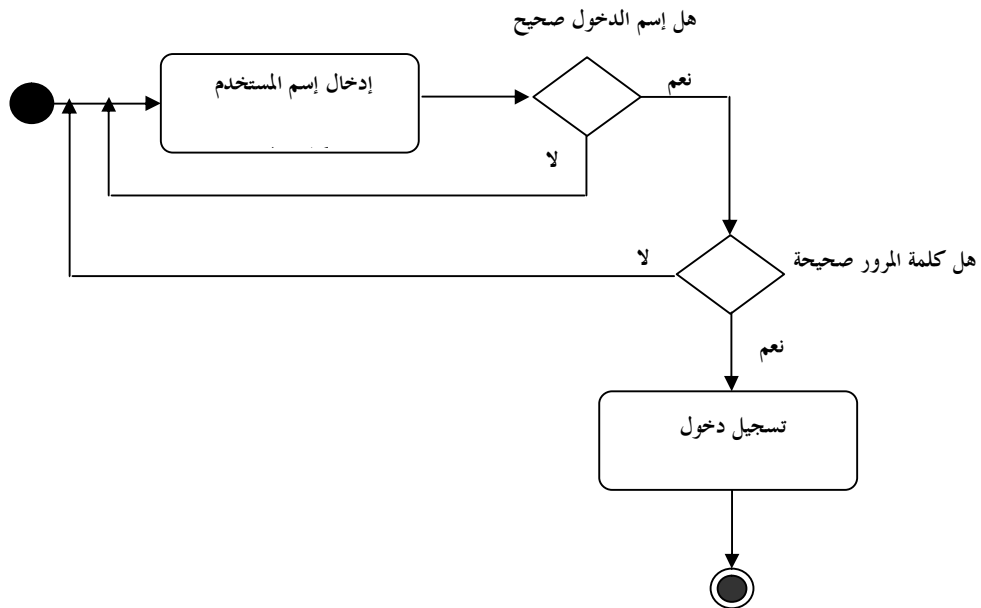 هل إسم الدخول صحيح
إدخال إسم المستخدم
نعم
لا
هل كلمة المرور صحيحة
لا
نعم
تسجيل دخول